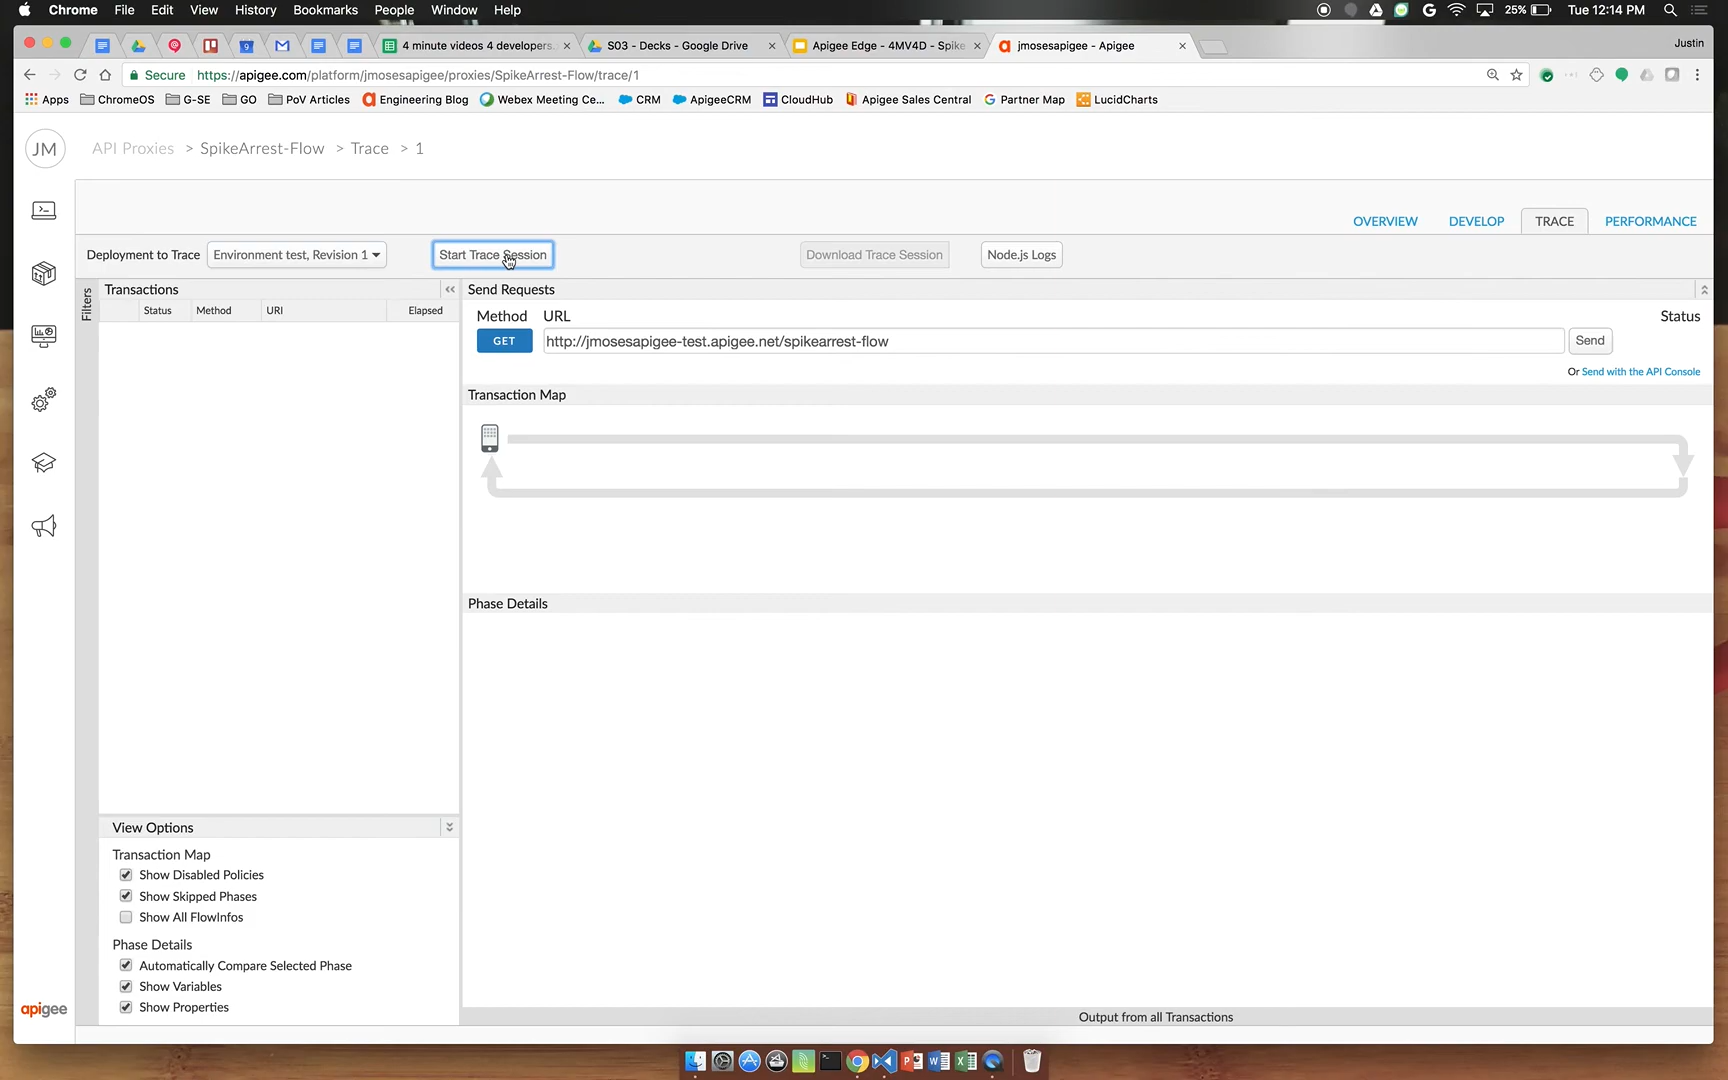 Chrome File Edit View History Bookmarks People Window Help 25% Tue 12:14 PM
4 minute videos 4 developers. S03 - Decks - Google Drive Apigee Edge - 4MV4D - Spike jmosesapigee - Apigee Justin
Secure https://apigee.com/platform/jmosesapigee/proxies/SpikeArrest-Flow/trace/1
Apps ChromeOS G-SE GO PoV Articles Engineering Blog Webex Meeting Ce... CRM ApigeeCRM CloudHub Apigee Sales Central Partner Map LucidCharts
JM API Proxies > SpikeArrest-Flow > Trace > 1
OVERVIEW DEVELOP TRACE PERFORMANCE
Deployment to Trace Environment test, Revision 1 Start Trace Session Download Trace Session Node.js Logs
Filters
Transactions
Status Method URI Elapsed
Send Requests
Method URL Status
GET http://jmosesapigee-test.apigee.net/spikearrest-flow Send
Or Send with the API Console
Transaction Map
Phase Details
View Options
Transaction Map
Show Disabled Policies
Show Skipped Phases
Show All FlowInfos
Phase Details
Automatically Compare Selected Phase
Show Variables
Show Properties
apigee
Output from all Transactions